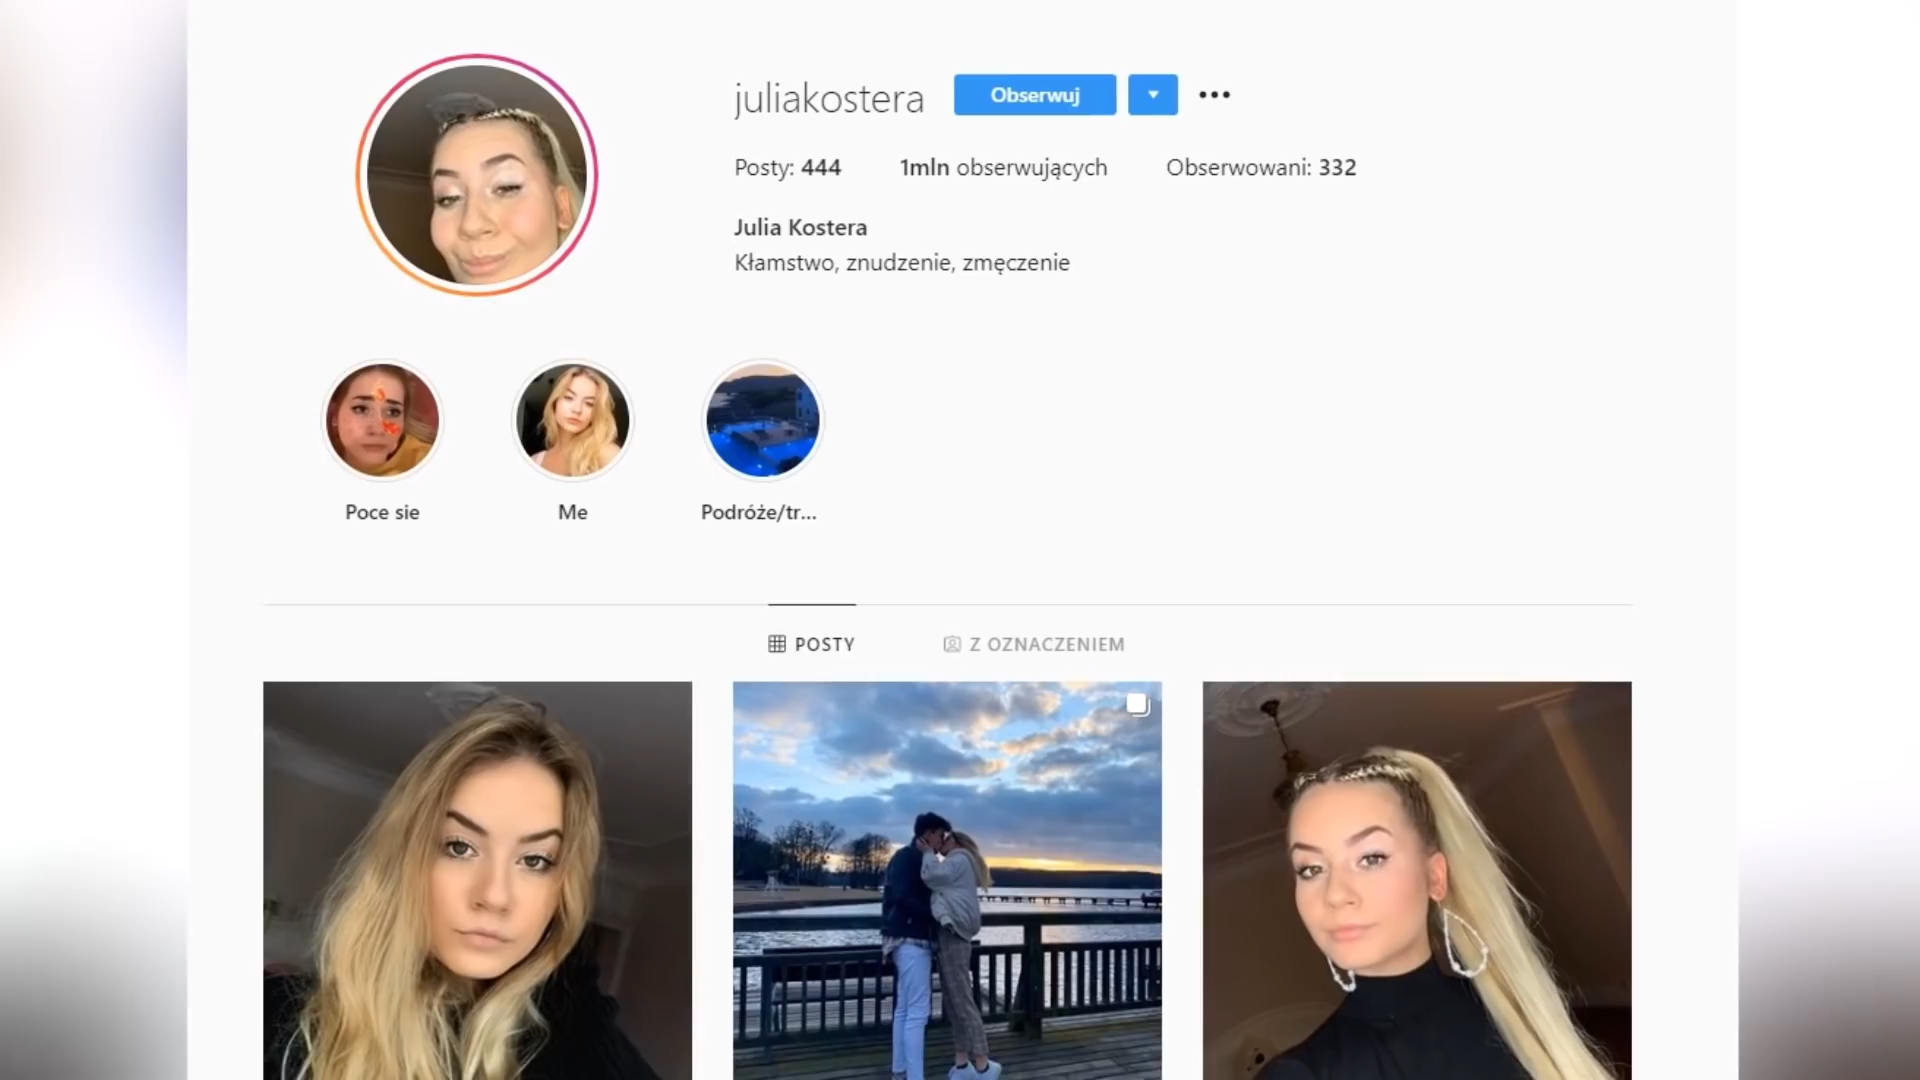 juliakostera
Obserwuj
Posty: 444
1mln obserwujących
Obserwowani: 332
Julia Kostera
Kłamstwo, znudzenie, zmęczenie
Poce sie
Me
Podróże/tr...
POSTY
Z OZNACZENIEM